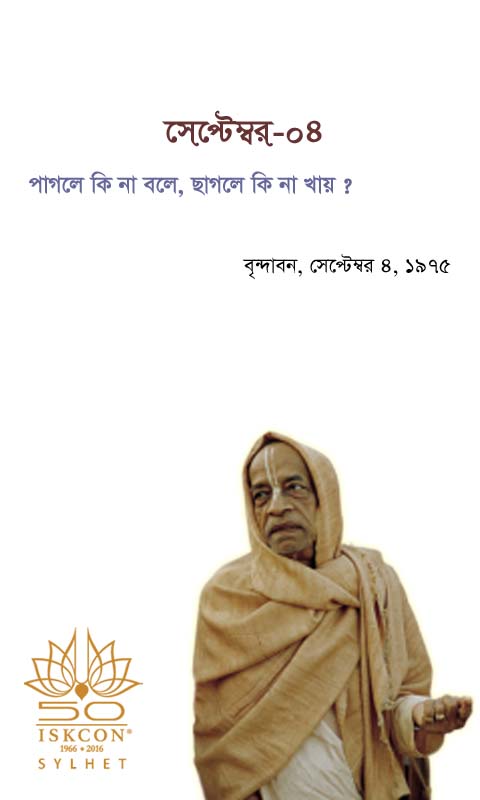 সেপ্টেম্বর-০৪
পাগলে কি না বলে, ছাগলে কি না খায় ?
বৃন্দাবন, সেপ্টেম্বর ৪, ১৯৭৫
50
ISKCON®
1966 • 2016
SYLHET